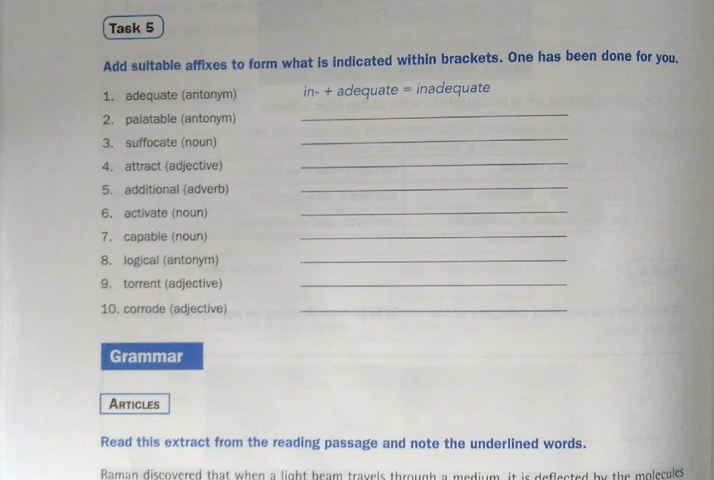 Task 5
Add suitable affixes to form what is indicated within brackets. One has been done for you.
1. adequate (antonym) in- + adequate = inadequate
2. palatable (antonym)
3. suffocate (noun)
4. attract (adjective)
5. additional (adverb)
6. activate (noun)
7. capable (noun)
8. logical (antonym)
9. torrent (adjective)
10. corrode (adjective)
Grammar
ARTICLES
Read this extract from the reading passage and note the underlined words.
Raman discovered that when a light beam travels through a medium, it is deflected by the molecules